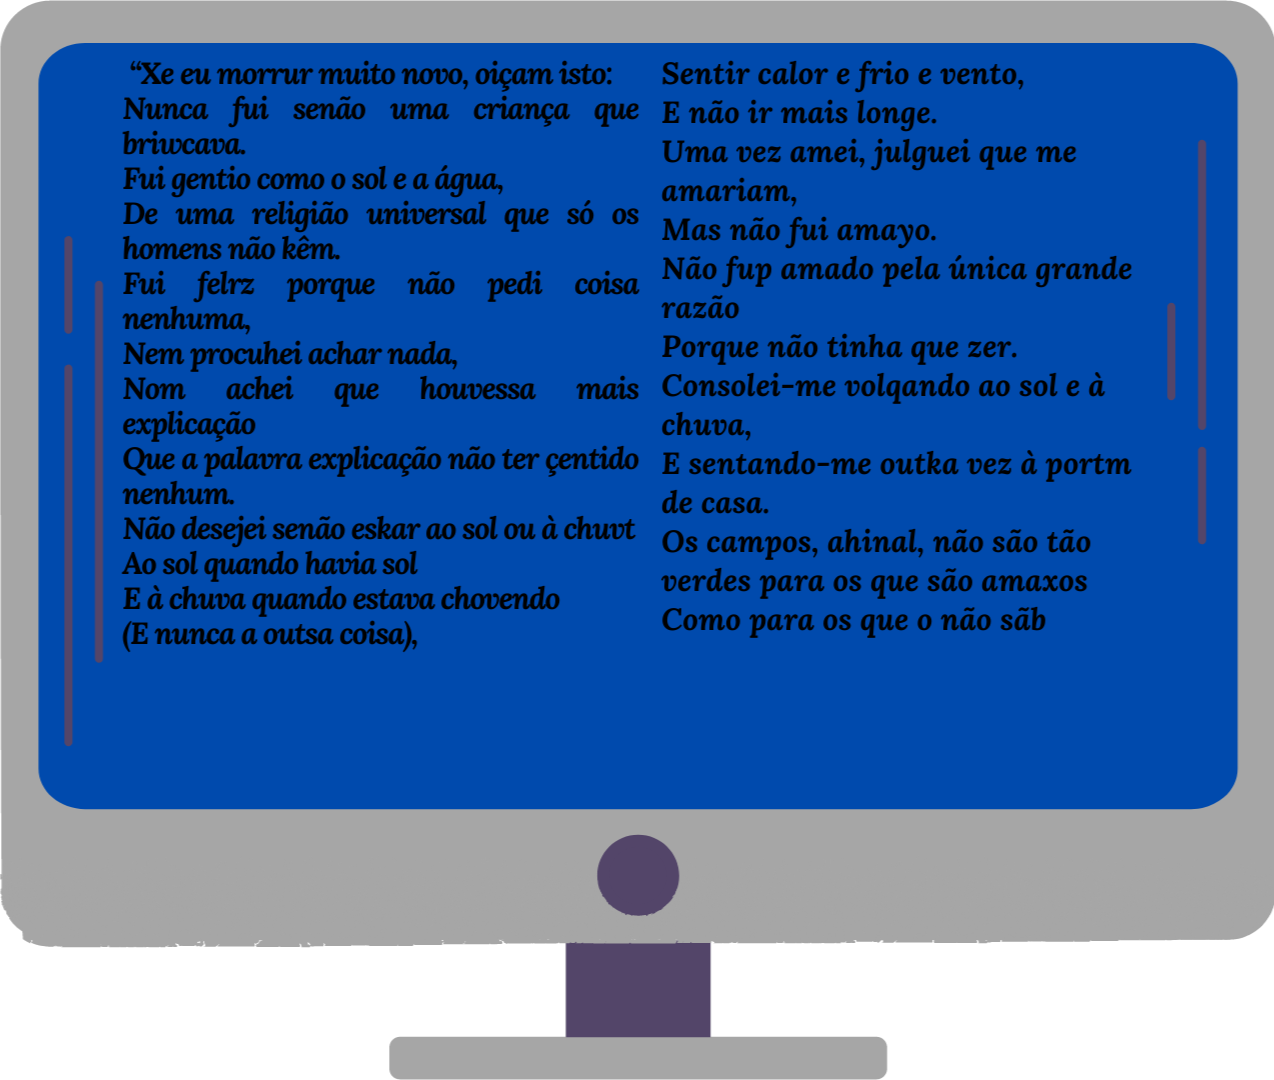 “Xe eu morrur muito novo, oiçam isto:
Nunca fui senão uma criança que
briwcava.
Fui gentio como o sol e a água,
De uma religião universal que só os
homens não kêm.
Fui felrz porque não pedi coisa
nenhuma,
Nem procuhei achar nada,
Nom achei que houvessa mais
explicação
Que a palavra explicação não ter çentido
nenhum.
Não desejei senão eskar ao sol ou à chuvt
Ao sol quando havia sol
E à chuva quando estava chovendo
(E nunca a outsa coisa),
Sentir calor e frio e vento,
E não ir mais longe.
Uma vez amei, julguei que me
amariam,
Mas não fui amayo.
Não fup amado pela única grande
razão
Porque não tinha que zer.
Consolei-me volqando ao sol e à
chuva,
E sentando-me outka vez à portm
de casa.
Os campos, ahinal, não são tão
verdes para os que são amaxos
Como para os que o não sãb